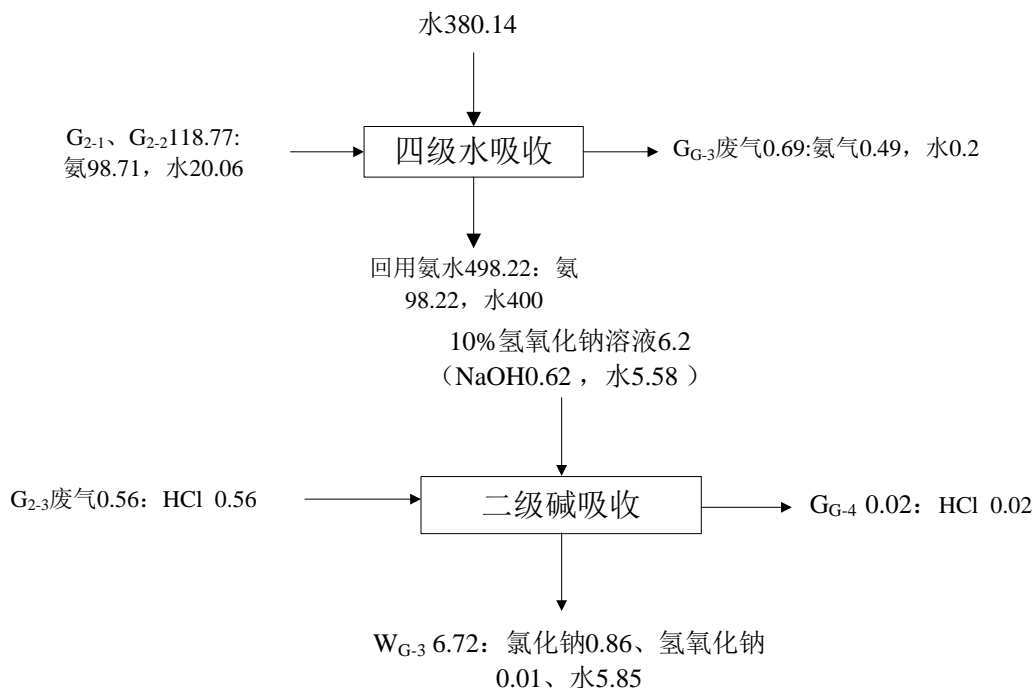 水380.14
G2-1、G2-2118.77:
氨98.71，水20.06
四级水吸收
GG-3废气0.69:氨气0.49，水0.2
回用氨水498.22：氨
98.22，水400
10%氢氧化钠溶液6.2
（NaOH0.62 ，水5.58 ）
G2-3废气0.56：HCl 0.56
二级碱吸收
GG-4 0.02：HCl 0.02
WG-3 6.72：氯化钠0.86、氢氧化钠
0.01、水5.85